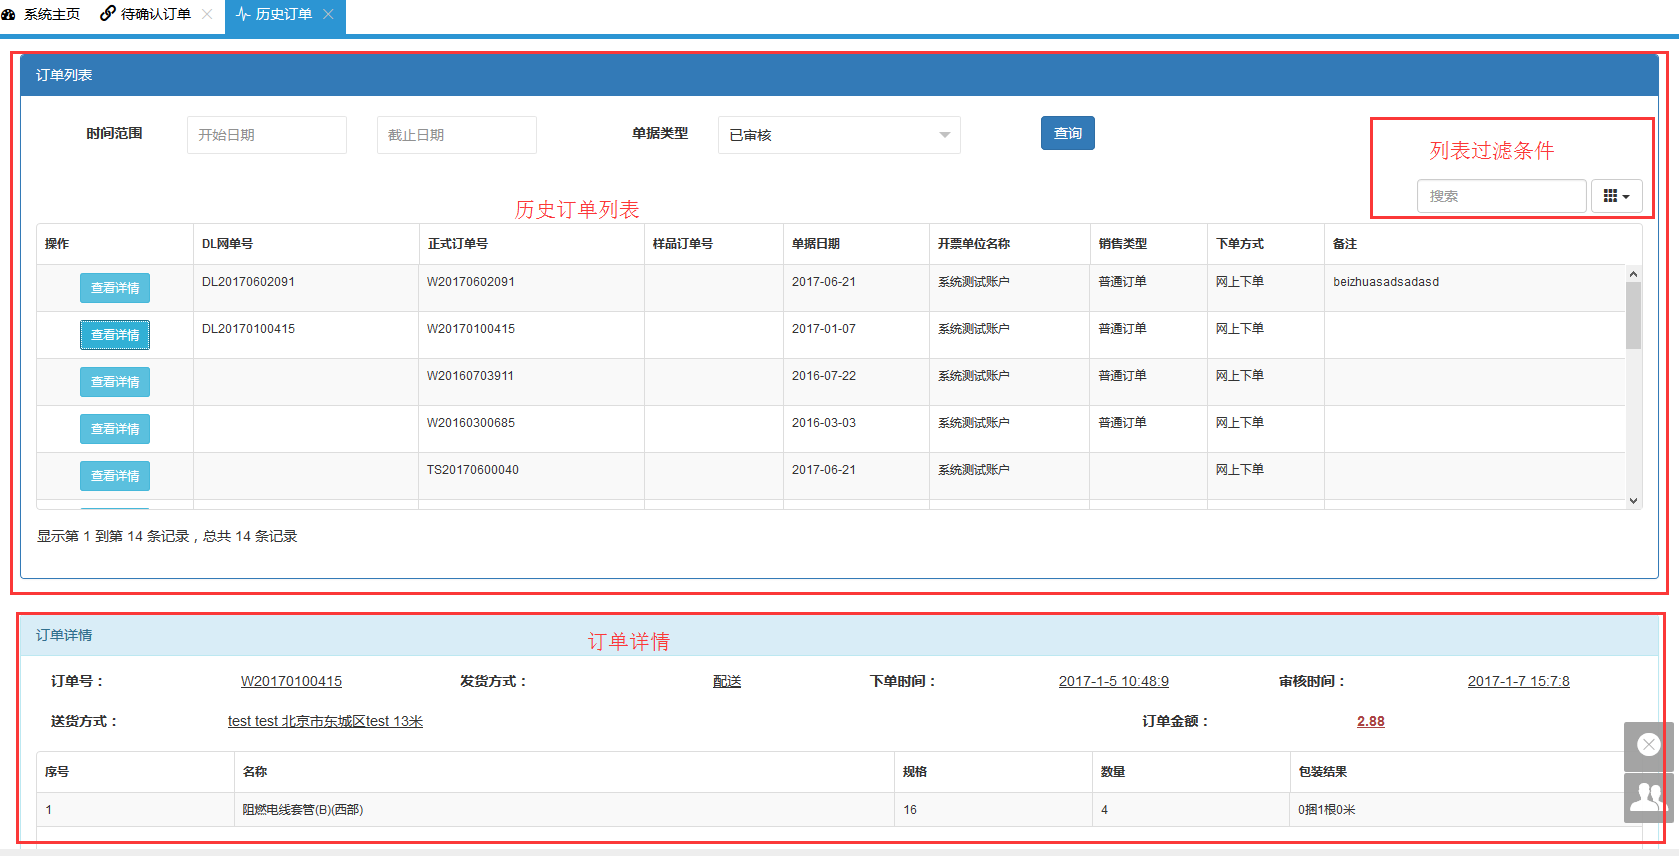 系统主页 待确认订单 历史订单
订单列表
时间范围 开始日期 截止日期 单据类型 已审核 查询
列表过滤条件
搜索
历史订单列表
操作 DL网单号 正式订单号 样品订单号 单据日期 开票单位名称 销售类型 下单方式 备注
查看详情 DL20170602091 W20170602091 2017-06-21 系统测试账户 普通订单 网上下单 beizhuasadsadasd
查看详情 DL20170100415 W20170100415 2017-01-07 系统测试账户 普通订单 网上下单
查看详情 W20160703911 2016-07-22 系统测试账户 普通订单 网上下单
查看详情 W20160300685 2016-03-03 系统测试账户 普通订单 网上下单
查看详情 TS20170600040 2017-06-21 系统测试账户 网上下单
显示第 1 到第 14 条记录，总共 14 条记录
订单详情
订单详情
订单号： W20170100415 发货方式： 配送 下单时间： 2017-1-5 10:48:9 审核时间： 2017-1-7 15:7:8
送货方式： test test 北京市东城区test 13米 订单金额： 2.88
序号 名称 规格 数量 包装结果
1 阻燃电线套管(B)(西部) 16 4 0捆1根0米